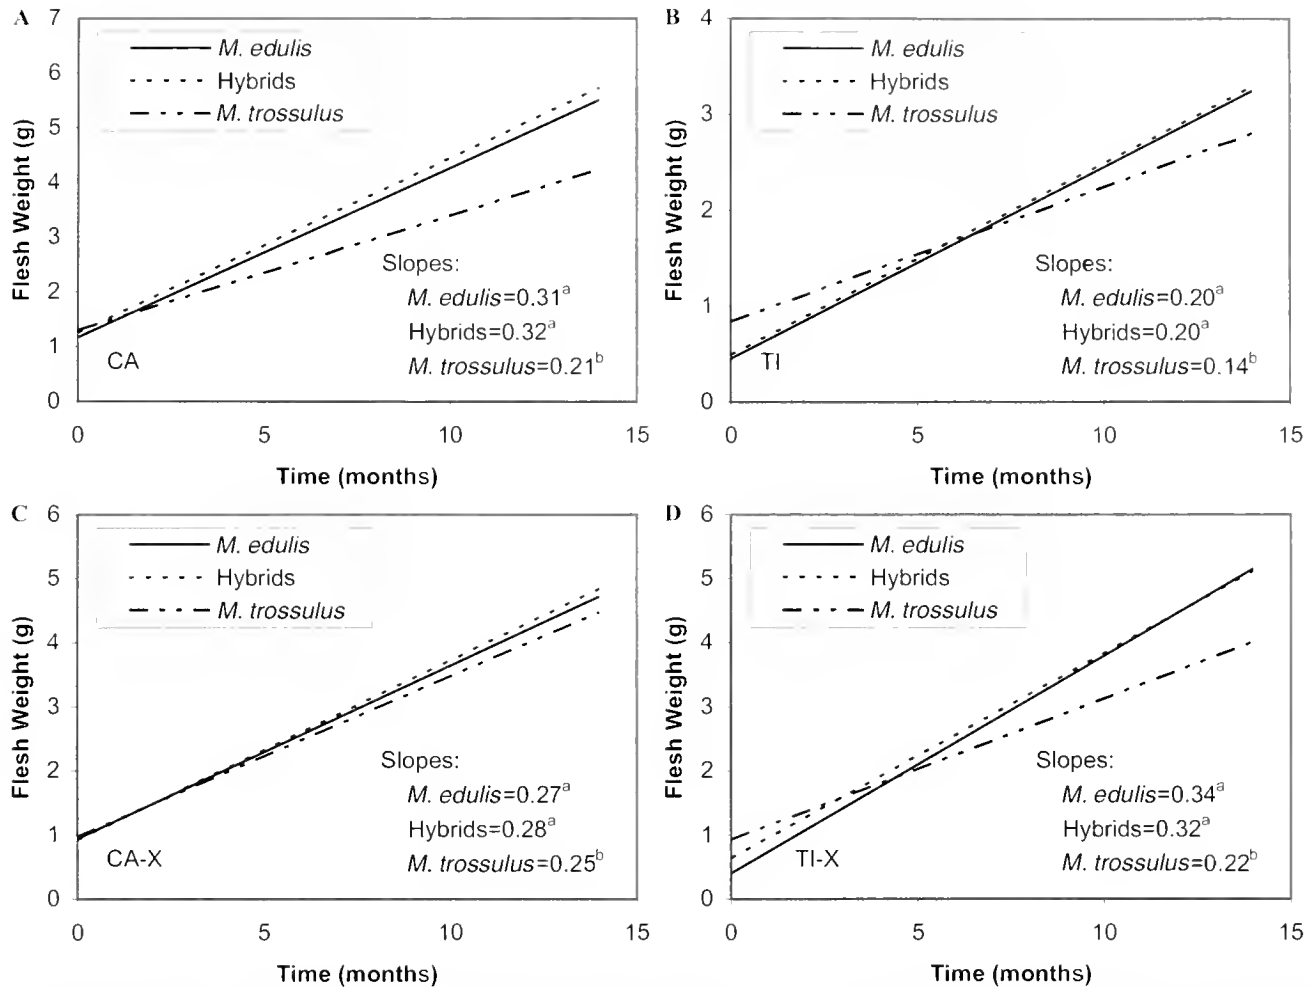 A
7
6
5
4
3
2
1
0
Flesh Weight (g)
M. edulis
Hybrids
M. trossulus
Slopes:
M. edulis=0.31ᵃ
Hybrids=0.32ᵃ
M. trossulus=0.21ᵇ
CA
0 5 10 15
Time (months)
B
4
3
2
1
0
Flesh Weight (g)
M. edulis
Hybrids
M. trossulus
Slopes:
M. edulis=0.20ᵃ
Hybrids=0.20ᵃ
M. trossulus=0.14ᵇ
TI
0 5 10 15
Time (months)
C
6
5
4
3
2
1
0
Flesh Weight (g)
M. edulis
Hybrids
M. trossulus
Slopes:
M. edulis=0.27ᵃ
Hybrids=0.28ᵃ
M. trossulus=0.25ᵇ
CA-X
0 5 10 15
Time (months)
D
6
5
4
3
2
1
0
Flesh Weight (g)
M. edulis
Hybrids
M. trossulus
Slopes:
M. edulis=0.34ᵃ
Hybrids=0.32ᵃ
M. trossulus=0.22ᵇ
TI-X
0 5 10 15
Time (months)